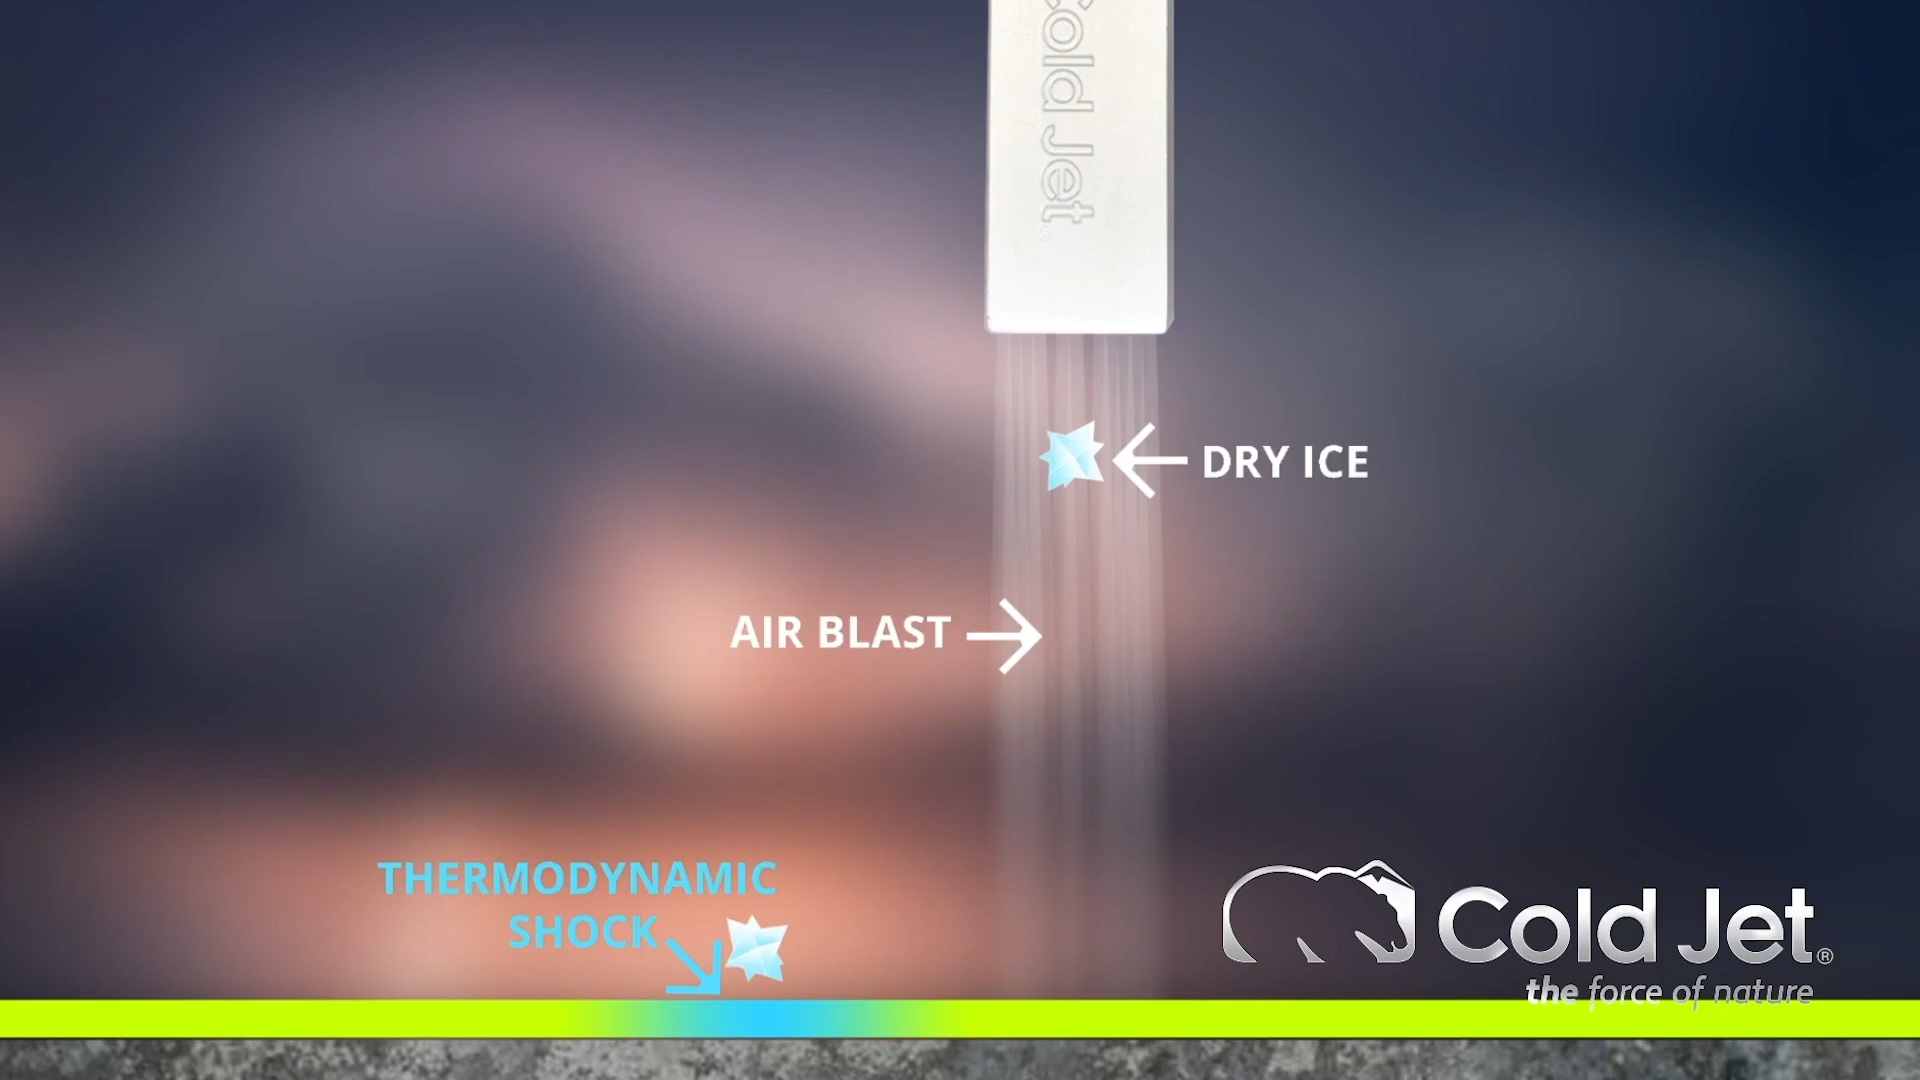 Cold Jet
DRY ICE
AIR BLAST
THERMODYNAMIC
SHOCK
Cold Jet®
the force of nature